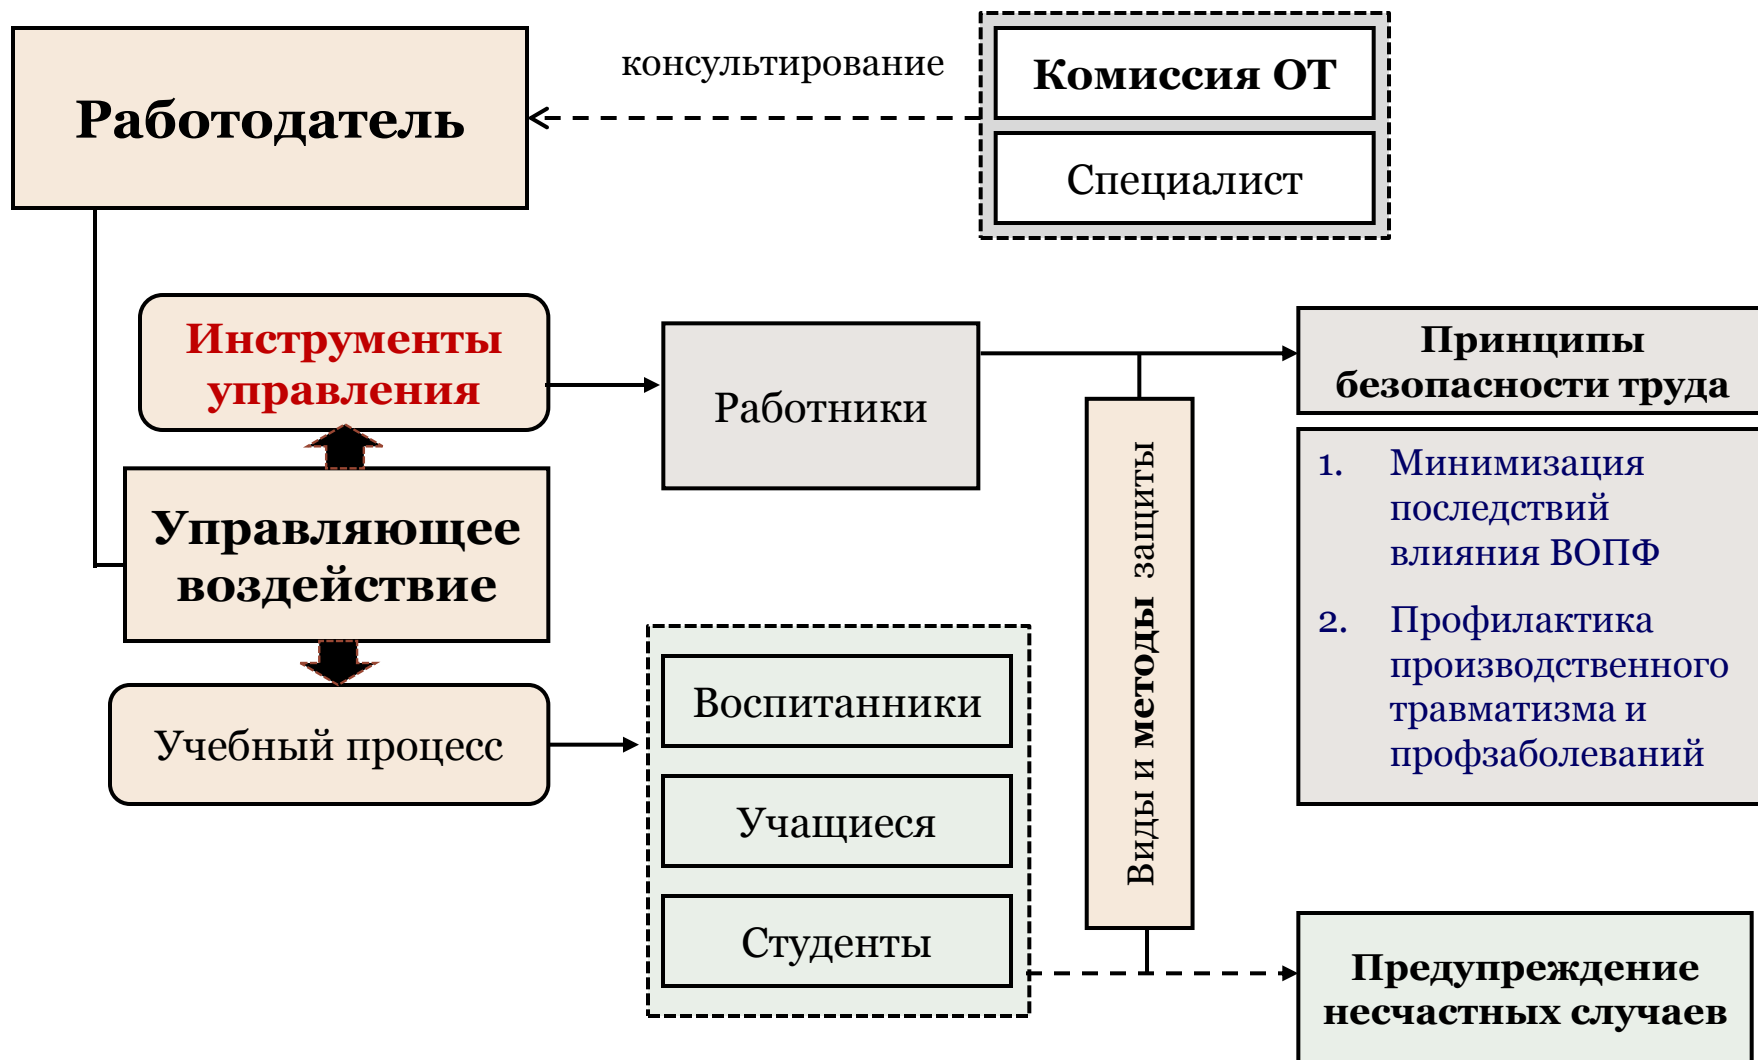 Работодатель
консультирование
Комиссия ОТ
Специалист
Инструменты
управления
Работники
Принципы
безопасности труда
Управляющее
воздействие
Виды и методы защиты
1. Минимизация
последствий
влияния ВОПФ
2. Профилактика
производственного
травматизма и
профзаболеваний
Учебный процесс
Воспитанники
Учащиеся
Студенты
Предупреждение
несчастных случаев